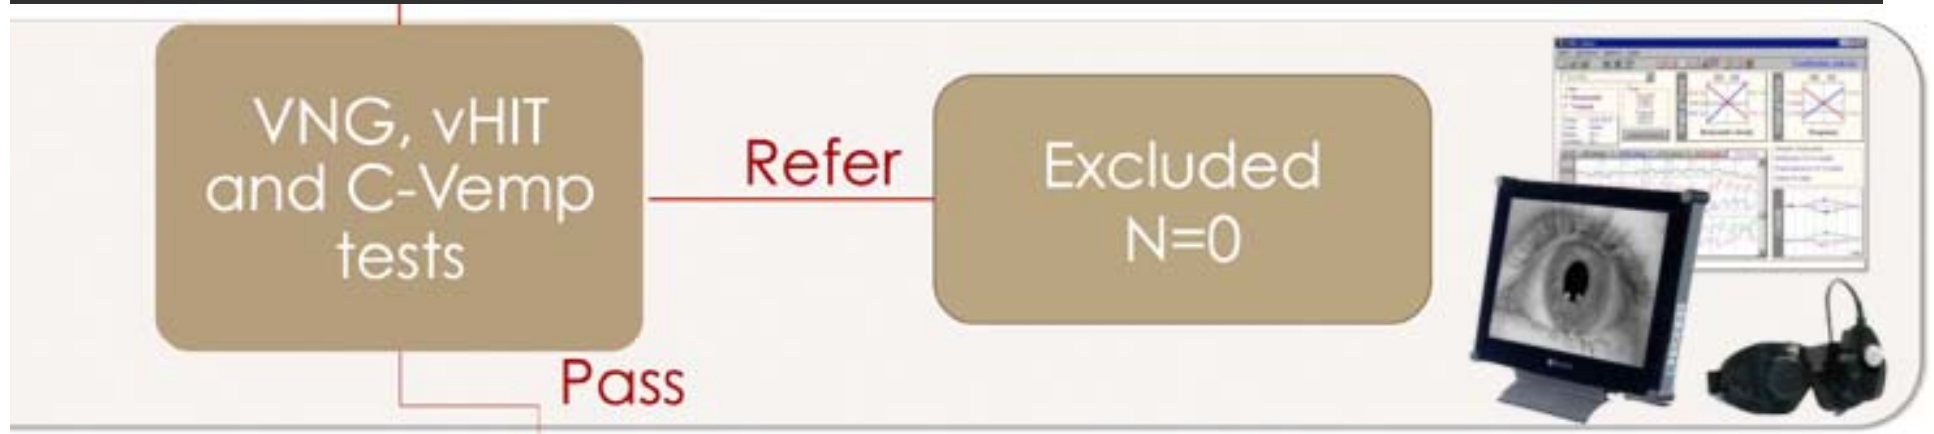 VNG, vHIT
and C-Vemp
tests
Refer
Excluded
N=0
Pass